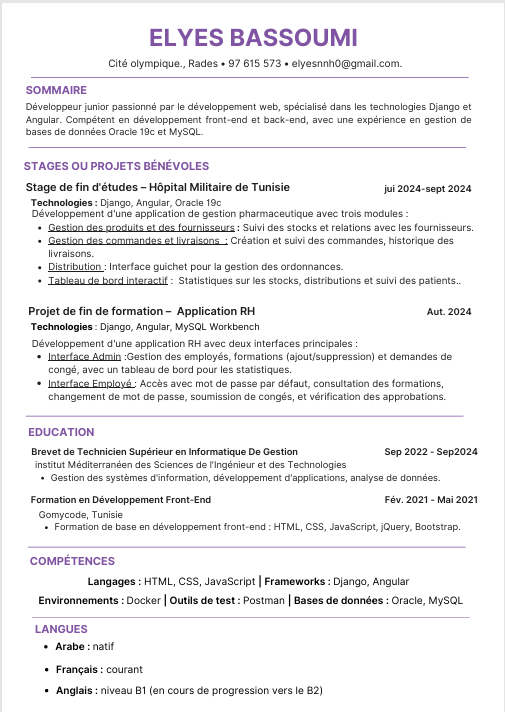 ELYES BASSOUMI
Cité olympique., Rades • 97 615 573 • elyesnnh0@gmail.com.
SOMMAIRE
Développeur junior passionné par le développement web, spécialisé dans les technologies Django et
Angular. Compétent en développement front-end et back-end, avec une expérience en gestion de
bases de données Oracle 19c et MySQL.
STAGES OU PROJETS BÉNÉVOLES
Stage de fin d'études – Hôpital Militaire de Tunisie jui 2024-sept 2024
Technologies : Django, Angular, Oracle 19c
Développement d'une application de gestion pharmaceutique avec trois modules :
• Gestion des produits et des fournisseurs : Suivi des stocks et relations avec les fournisseurs.
• Gestion des commandes et livraisons : Création et suivi des commandes, historique des
livraisons.
• Distribution : Interface guichet pour la gestion des ordonnances.
• Tableau de bord interactif : Statistiques sur les stocks, distributions et suivi des patients..
Projet de fin de formation – Application RH Aut. 2024
Technologies : Django, Angular, MySQL Workbench
Développement d'une application RH avec deux interfaces principales :
• Interface Admin :Gestion des employés, formations (ajout/suppression) et demandes de
congé, avec un tableau de bord pour les statistiques.
• Interface Employé : Accès avec mot de passe par défaut, consultation des formations,
changement de mot de passe, soumission de congés, et vérification des approbations.
EDUCATION
Brevet de Technicien Supérieur en Informatique De Gestion Sep 2022 - Sep2024
institut Méditerranéen des Sciences de l'Ingénieur et des Technologies
• Gestion des systèmes d'information, développement d'applications, analyse de données.
Formation en Développement Front-End Fév. 2021 - Mai 2021
Gomycode, Tunisie
• Formation de base en développement front-end : HTML, CSS, JavaScript, jQuery, Bootstrap.
COMPÉTENCES
Langages : HTML, CSS, JavaScript | Frameworks : Django, Angular
Environnements : Docker | Outils de test : Postman | Bases de données : Oracle, MySQL
LANGUES
• Arabe : natif
• Français : courant
• Anglais : niveau B1 (en cours de progression vers le B2)